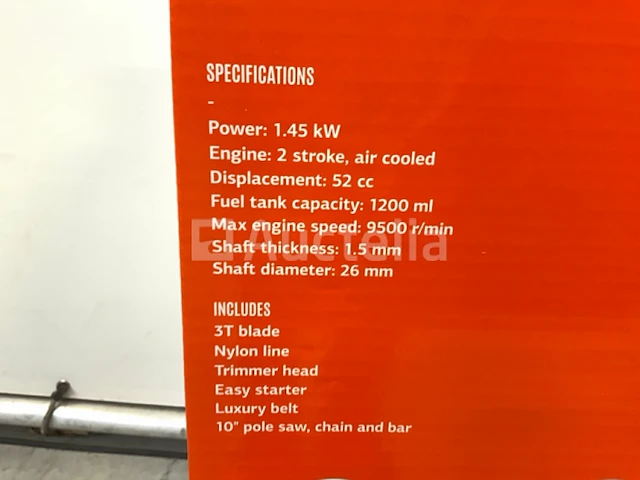 SPECIFICATIONS
-
Power: 1.45 kW
Engine: 2 stroke, air cooled
Displacement: 52 cc
Fuel tank capacity: 1200 ml
Max engine speed: 9500 r/min
Auctelia
Shaft thickness: 1.5 mm
Shaft diameter: 26 mm
INCLUDES
3T blade
Nylon line
Trimmer head
Easy starter
Luxury belt
10" pole saw, chain and bar